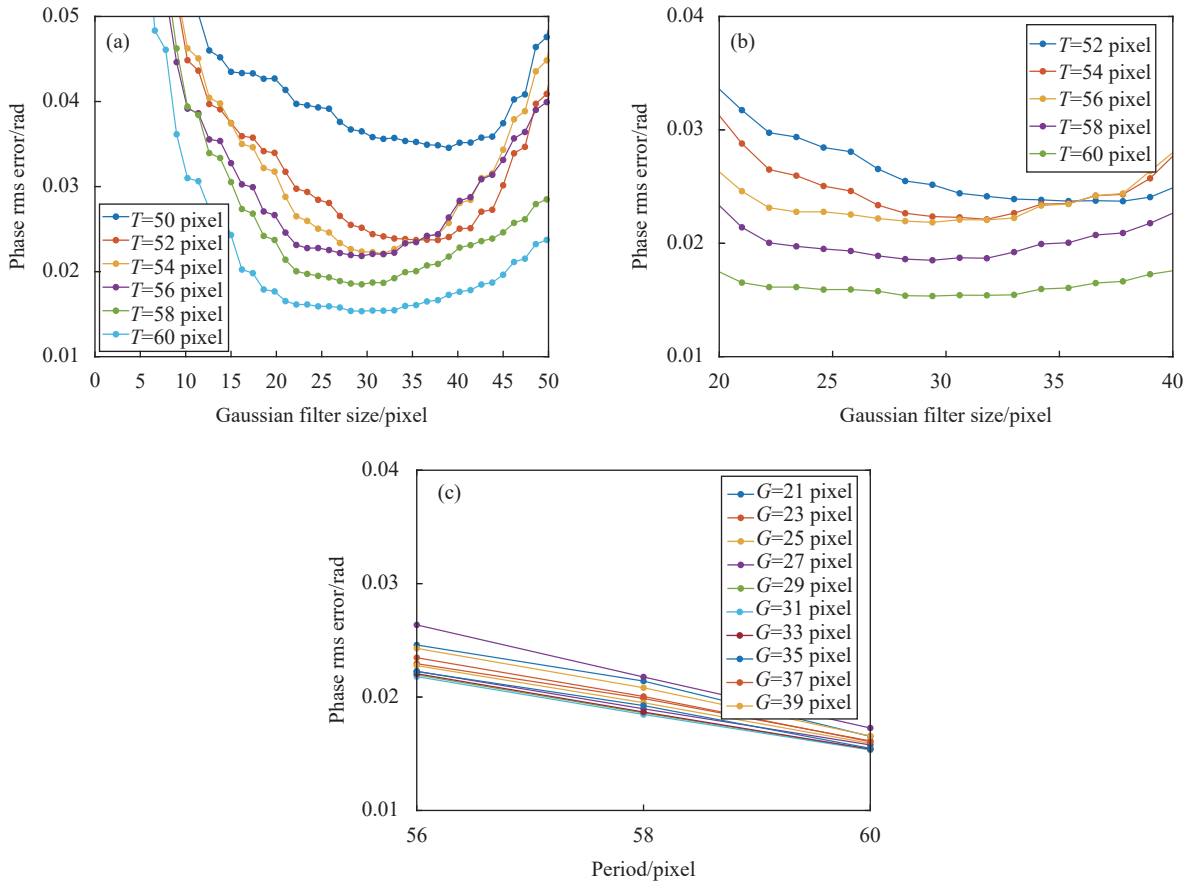 (a)
0.05
0.04
0.03
0.02
0.01
Phase rms error/rad
T=50 pixel
T=52 pixel
T=54 pixel
T=56 pixel
T=58 pixel
T=60 pixel
0 5 10 15 20 25 30 35 40 45 50
Gaussian filter size/pixel
(b)
0.04
0.03
0.02
0.01
Phase rms error/rad
T=52 pixel
T=54 pixel
T=56 pixel
T=58 pixel
T=60 pixel
20 25 30 35 40
Gaussian filter size/pixel
(c)
0.04
0.03
0.02
0.01
Phase rms error/rad
G=21 pixel
G=23 pixel
G=25 pixel
G=27 pixel
G=29 pixel
G=31 pixel
G=33 pixel
G=35 pixel
G=37 pixel
G=39 pixel
56 58 60
Period/pixel